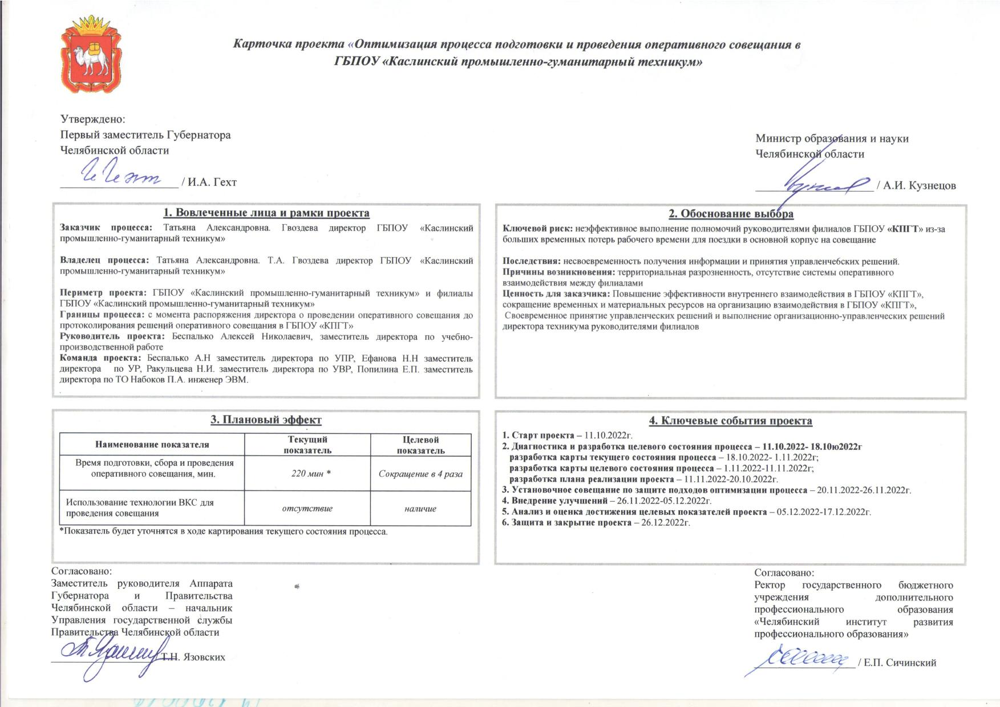 Карточка проекта «Оптимизация процесса подготовки и проведения оперативного совещания в
ГБПОУ «Каслинский промышленно-гуманитарный техникум»
Утверждено:
Первый заместитель Губернатора
Челябинской области
/ И.А. Гехт
Министр образования и науки
Челябинской области
/ А.И. Кузнецов
1. Вовлеченные лица и рамки проекта
Заказчик процесса: Татьяна Александровна. Гвоздева директор ГБПОУ «Каслинский
промышленно-гуманитарный техникум»
Владелец процесса: Татьяна Александровна. Т.А. Гвоздева директор ГБПОУ «Каслинский
промышленно-гуманитарный техникум»
Периметр проекта: ГБПОУ «Каслинский промышленно-гуманитарный техникум» и филиалы
ГБПОУ «Каслинский промышленно-гуманитарный техникум»
Границы процесса: с момента распоряжения директора о проведении оперативного совещания до
протоколирования решений оперативного совещания в ГБПОУ «КПГТ»
Руководитель проекта: Беспалько Алексей Николаевич, заместитель директора по учебно-
производственной работе
Команда проекта: Беспалько А.Н заместитель директора по УПР, Ефанова Н.Н заместитель
директора по УР, Ракульцева Н.И. заместитель директора по УВР, Попилина Е.П. заместитель
директора по ТО Набоков П.А. инженер ЭВМ.
2. Обоснование выбора
Ключевой риск: неэффективное выполнение полномочий руководителями филиалов ГБПОУ «КПГТ» из-за
больших временных потерь рабочего времени для поездки в основной корпус на совещание
Последствия: несвоевременность получения информации и принятия управленчебских решений.
Причины возникновения: территориальная разрозненность, отсутствие системы оперативного
взаимодействия между филиалами
Ценность для заказчика: Повышение эффективности внутреннего взаимодействия в ГБПОУ «КПГТ»,
сокращение временных и материальных ресурсов на организацию взаимодействия в ГБПОУ «КПГТ»,
Своевременное принятие управленческих решений и выполнение организационно-управленческих решений
директора техникума руководителями филиалов
3. Плановый эффект
Наименование показателя
Текущий
показатель
Целевой
показатель
Время подготовки, сбора и проведения
оперативного совещания, мин.
220 мин *
Сокращение в 4 раза
Использование технологии ВКС для
проведения совещания
отсутствие
наличие
*Показатель будет уточнятся в ходе картирования текущего состояния процесса.
4. Ключевые события проекта
1. Старт проекта – 11.10.2022г.
2. Диагностика и разработка целевого состояния процесса – 11.10.2022- 18.10ю2022г
разработка карты текущего состояния процесса – 18.10.2022- 1.11.2022г;
разработка карты целевого состояния процесса – 1.11.2022-11.11.2022г;
разработка плана реализации проекта – 11.11.2022-20.10.2022г.
3. Установочное совещание по защите подходов оптимизации процесса – 20.11.2022-26.11.2022г.
4. Внедрение улучшений – 26.11.2022-05.12.2022г.
5. Анализ и оценка достижения целевых показателей проекта – 05.12.2022-17.12.2022г.
6. Защита и закрытие проекта – 26.12.2022г.
Согласовано:
Заместитель руководителя Аппарата
Губернатора и Правительства
Челябинской области – начальник
Управления государственной службы
Правительства Челябинской области
Т.Н. Язовских
Согласовано:
Ректор государственного бюджетного
учреждения дополнительного
профессионального образования
«Челябинский институт развития
профессионального образования»
/ Е.П. Сичинский